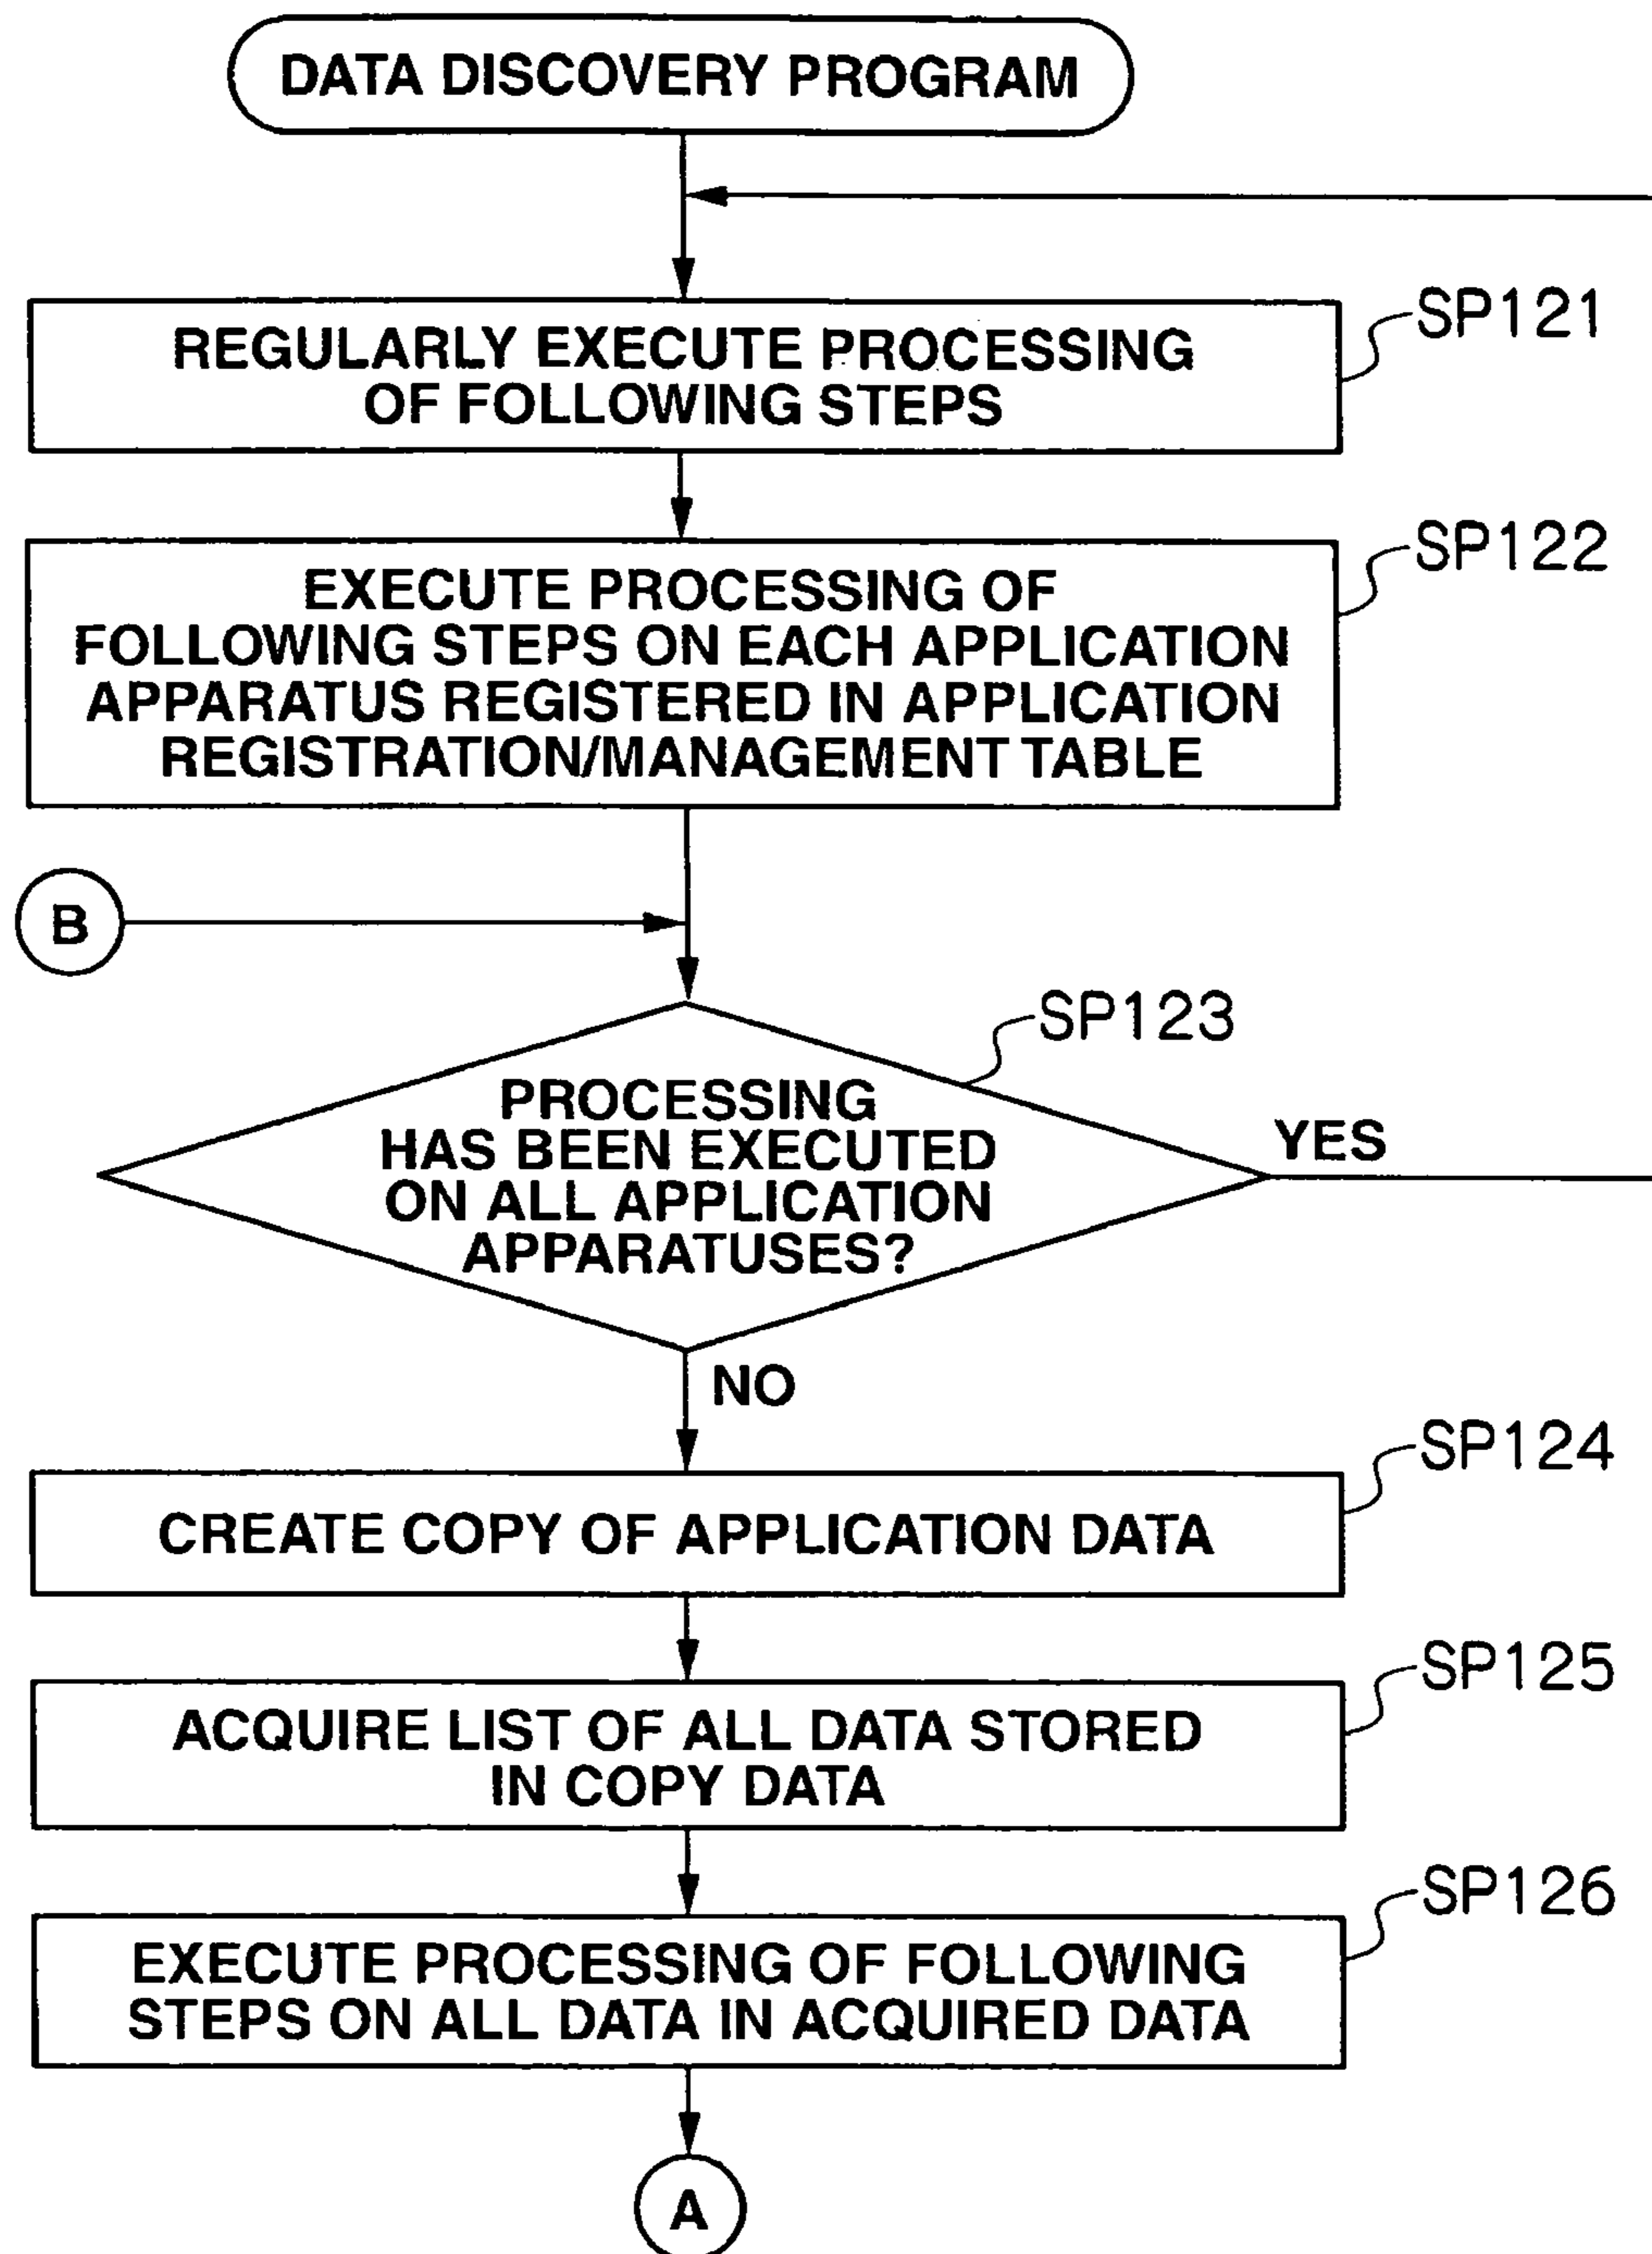 DATA DISCOVERY PROGRAM
REGULARLY EXECUTE PROCESSING
OF FOLLOWING STEPS
SP121
EXECUTE PROCESSING OF
FOLLOWING STEPS ON EACH APPLICATION
APPARATUS REGISTERED IN APPLICATION
REGISTRATION/MANAGEMENT TABLE
SP122
B
SP123
PROCESSING
HAS BEEN EXECUTED
ON ALL APPLICATION
APPARATUSES?
YES
NO
SP124
CREATE COPY OF APPLICATION DATA
SP125
ACQUIRE LIST OF ALL DATA STORED
IN COPY DATA
SP126
EXECUTE PROCESSING OF FOLLOWING
STEPS ON ALL DATA IN ACQUIRED DATA
A